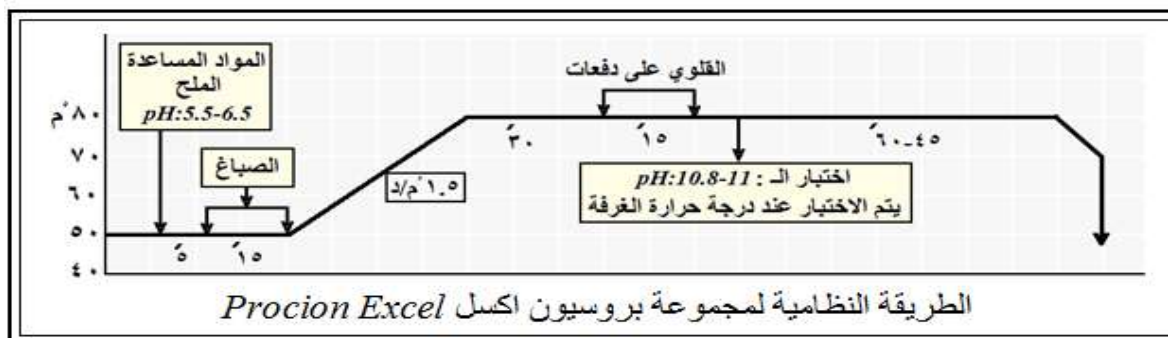 المواد المساعدة
الملح
pH:5.5-6.5
الصباغ
القلوي على دفعات
٨٠ْم
٧٠
٦٠
٥٠
٤٠
٥َ
١٥َ
١.٥ْم/د
٣٠َ
١٥َ
٤٥-٦٠َ
اختبار الـ : pH:10.8-11
يتم الاختبار عند درجة حرارة الغرفة
الطريقة النظامية لمجموعة بروسيون اكسل Procion Excel